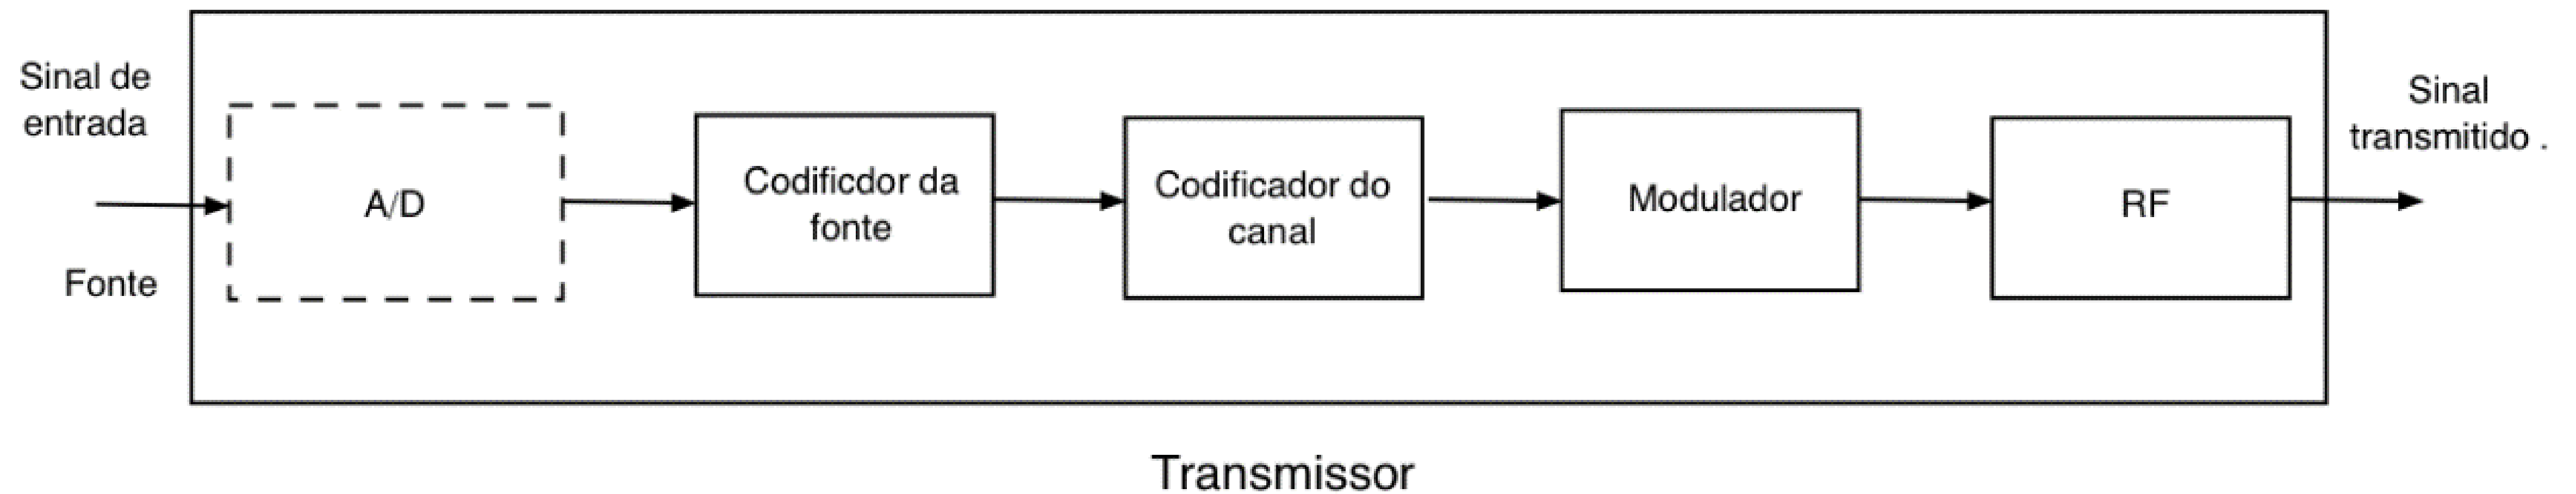 Sinal de
entrada
Fonte
A/D
Codificdor da
fonte
Codificador do
canal
Modulador
RF
Sinal
transmitido .
Transmissor